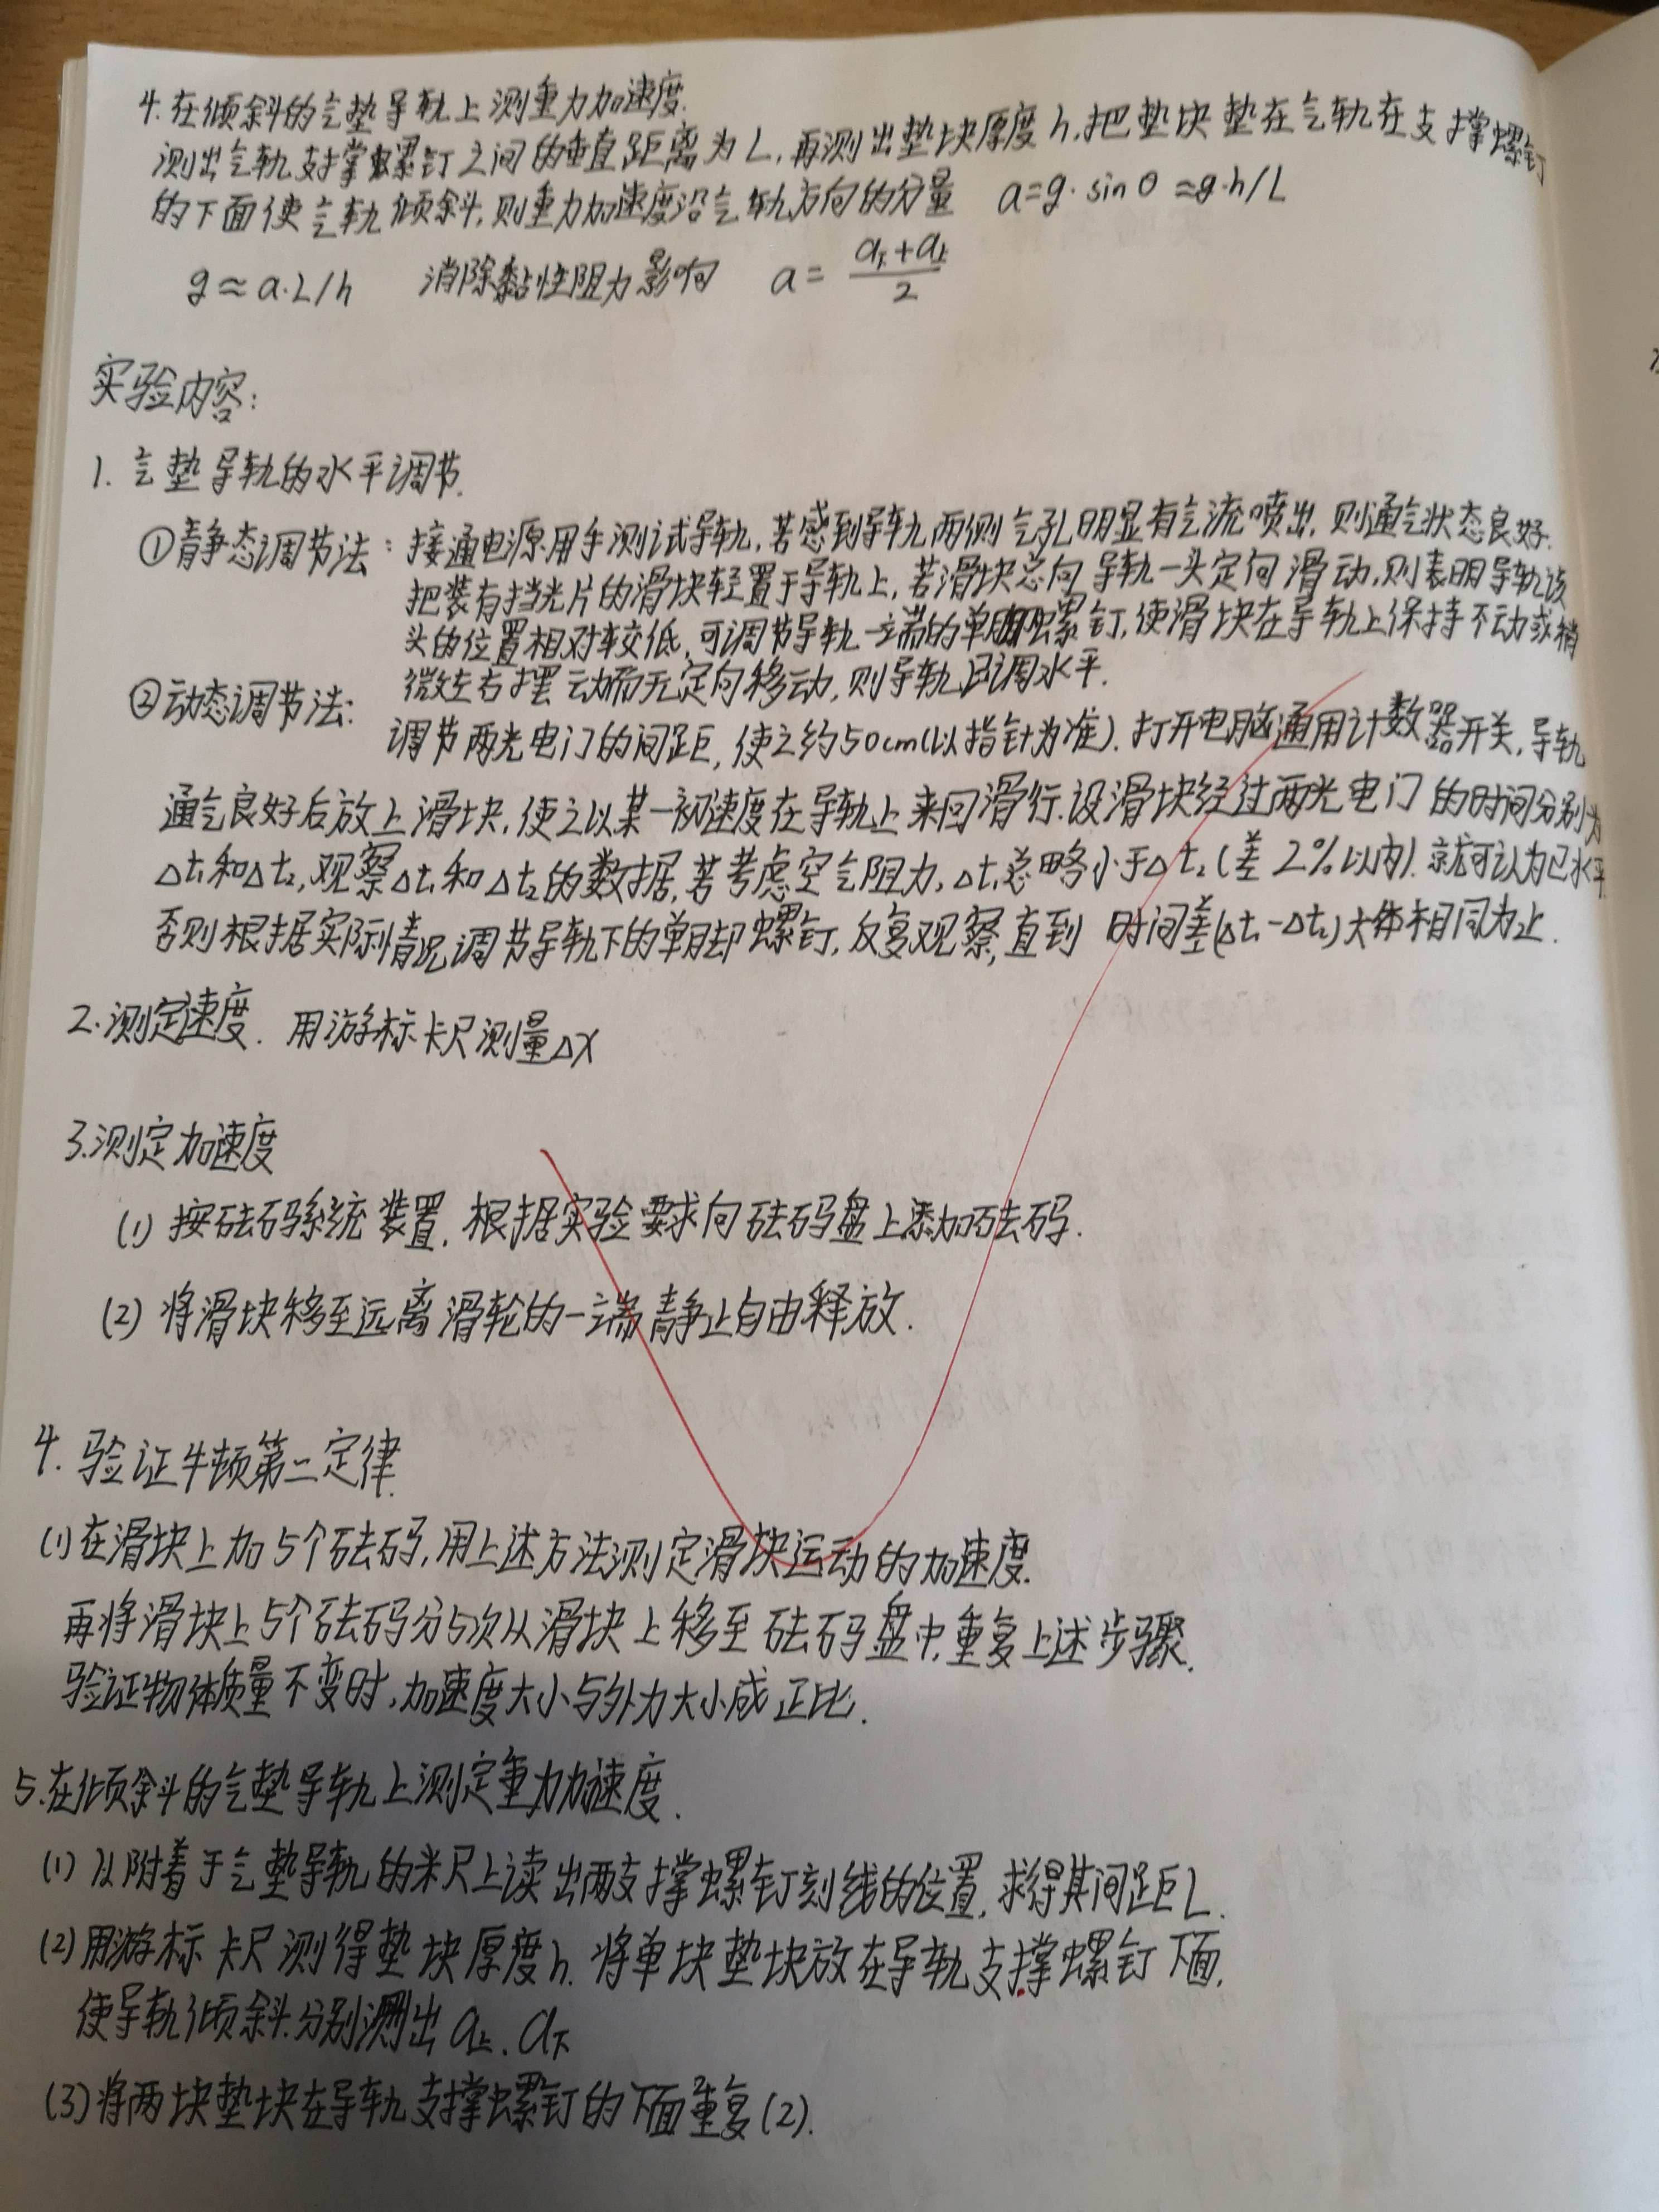 4.在倾斜的气垫导轨上测重力加速度.
测出气轨支撑螺钉之间的垂直距离为L,再测出垫块厚度h,把垫块垫在气轨在支撑螺钉
的下面使气轨倾斜,则重力加速度沿气轨方向的分量 a=g·sinθ≈g·h/L
g≈a·L/h 消除黏性阻力影响 a=(a下+a上)/2
实验内容:
1.气垫导轨的水平调节.
①静态调节法:接通电源用手测试导轨,若感到导轨两侧气孔明显有气流喷出,则通气状态良好.
把装有挡光片的滑块轻置于导轨上,若滑块总向导轨一头定向滑动,则表明导轨该
头的位置相对较低,可调节导轨一端的单脚螺钉,使滑块在导轨上保持不动或稍
微左右摆动而无定向移动,则导轨已调水平.
②动态调节法:调节两光电门的间距,使之约50cm(以指针为准).打开电脑通用计数器开关,导轨
通气良好后放上滑块,使之以某一初速度在导轨上来回滑行.设滑块经过两光电门的时间分别为
Δt₁和Δt₂,观察Δt₁和Δt₂的数据,若考虑空气阻力,Δt₁总略小于Δt₂(差2%以内).就可认为已水平
否则根据实际情况调节导轨下的单脚螺钉,反复观察,直到 时间差(Δt₁-Δt₂)大体相同为止.
2.测定速度.用游标卡尺测量Δx
3.测定加速度
(1)按砝码系统装置,根据实验要求向砝码盘上添加砝码.
(2)将滑块移至远离滑轮的一端静止自由释放.
4.验证牛顿第二定律.
(1)在滑块上加5个砝码,用上述方法测定滑块运动的加速度.
再将滑块上5个砝码分5次从滑块上移至砝码盘中,重复上述步骤.
验证物体质量不变时,加速度大小与外力大小成正比.
5.在倾斜的气垫导轨上测定重力加速度.
(1)从附着于气垫导轨的米尺上读出两支撑螺钉刻线的位置,求得其间距L.
(2)用游标卡尺测得垫块厚度h.将单块垫块放在导轨支撑螺钉下面,
使导轨倾斜.分别测出a上.a下
(3)将两块垫块在导轨支撑螺钉的下面重复(2).